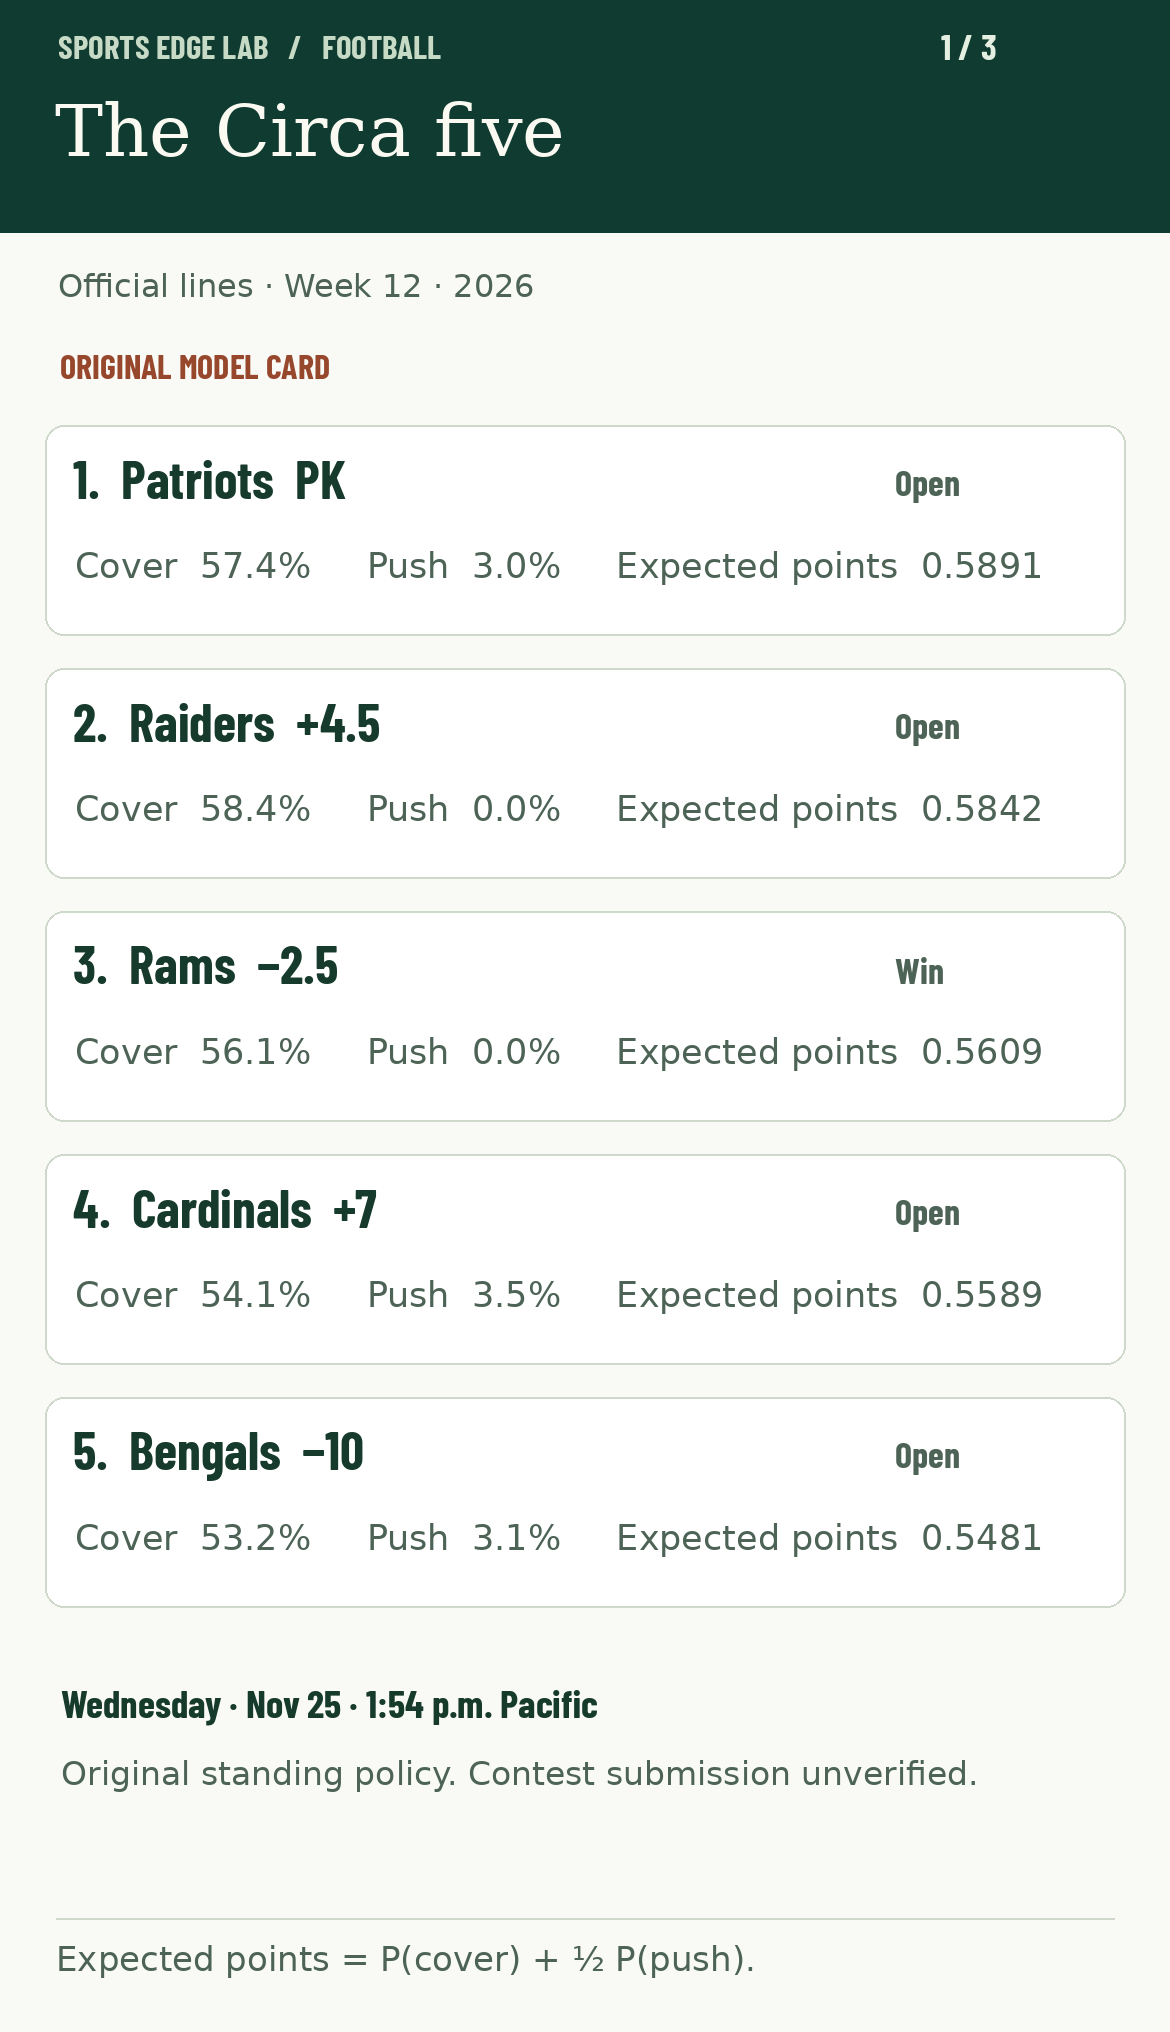 SPORTS EDGE LAB / FOOTBALL 1 / 3
The Circa five
Official lines · Week 12 · 2026
ORIGINAL MODEL CARD
1. Patriots PK Open
Cover 57.4% Push 3.0% Expected points 0.5891
2. Raiders +4.5 Open
Cover 58.4% Push 0.0% Expected points 0.5842
3. Rams −2.5 Win
Cover 56.1% Push 0.0% Expected points 0.5609
4. Cardinals +7 Open
Cover 54.1% Push 3.5% Expected points 0.5589
5. Bengals −10 Open
Cover 53.2% Push 3.1% Expected points 0.5481
Wednesday · Nov 25 · 1:54 p.m. Pacific
Original standing policy. Contest submission unverified.
Expected points = P(cover) + ½ P(push).